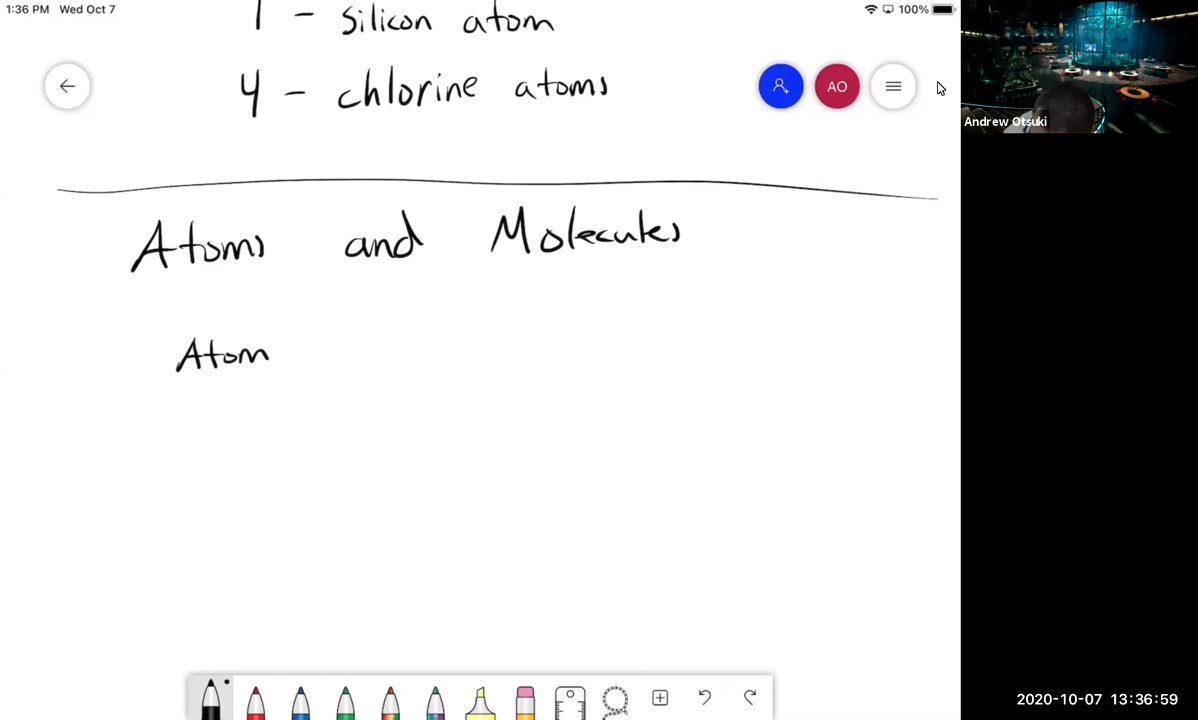 1:36 PM Wed Oct 7
100%
1 - silicon atom
4 - chlorine atoms
AO
Andrew Otsuki
Atoms and Molecules
Atom
2020-10-07 13:36:59